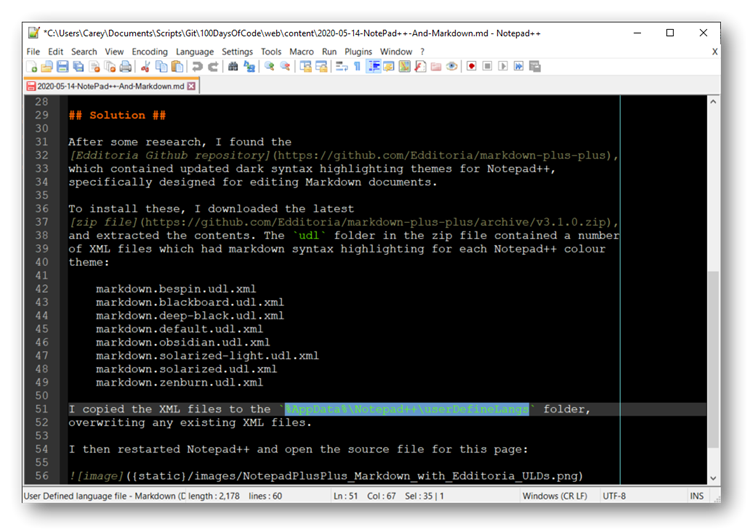 *C:\Users\Carey\Documents\Scripts\Git\100DaysOfCode\web\content\2020-05-14-NotePad++-And-Markdown.md - Notepad++
File Edit Search View Encoding Language Settings Tools Macro Run Plugins Window ? X
2020-05-14-NotePad++-And-Markdown.md
28
29 ## Solution ##
30
31 After some research, I found the
32 [Edditoria Github repository](https://github.com/Edditoria/markdown-plus-plus),
33 which contained updated dark syntax highlighting themes for Notepad++,
34 specifically designed for editing Markdown documents.
35
36 To install these, I downloaded the latest
37 [zip file](https://github.com/Edditoria/markdown-plus-plus/archive/v3.1.0.zip),
38 and extracted the contents. The `udl` folder in the zip file contained a number
39 of XML files which had markdown syntax highlighting for each Notepad++ colour
40 theme:
41
42 markdown.bespin.udl.xml
43 markdown.blackboard.udl.xml
44 markdown.deep-black.udl.xml
45 markdown.default.udl.xml
46 markdown.obsidian.udl.xml
47 markdown.solarized-light.udl.xml
48 markdown.solarized.udl.xml
49 markdown.zenburn.udl.xml
50
51 I copied the XML files to the `%AppData%\Notepad++\userDefineLangs` folder,
52 overwriting any existing XML files.
53
54 I then restarted Notepad++ and open the source file for this page:
55
56 ![image]({static}/images/NotepadPlusPlus_Markdown_with_Edditoria_ULDs.png)
User Defined language file - Markdown (D length : 2,178 lines : 60 Ln : 51 Col : 67 Sel : 35 | 1 Windows (CR LF) UTF-8 INS